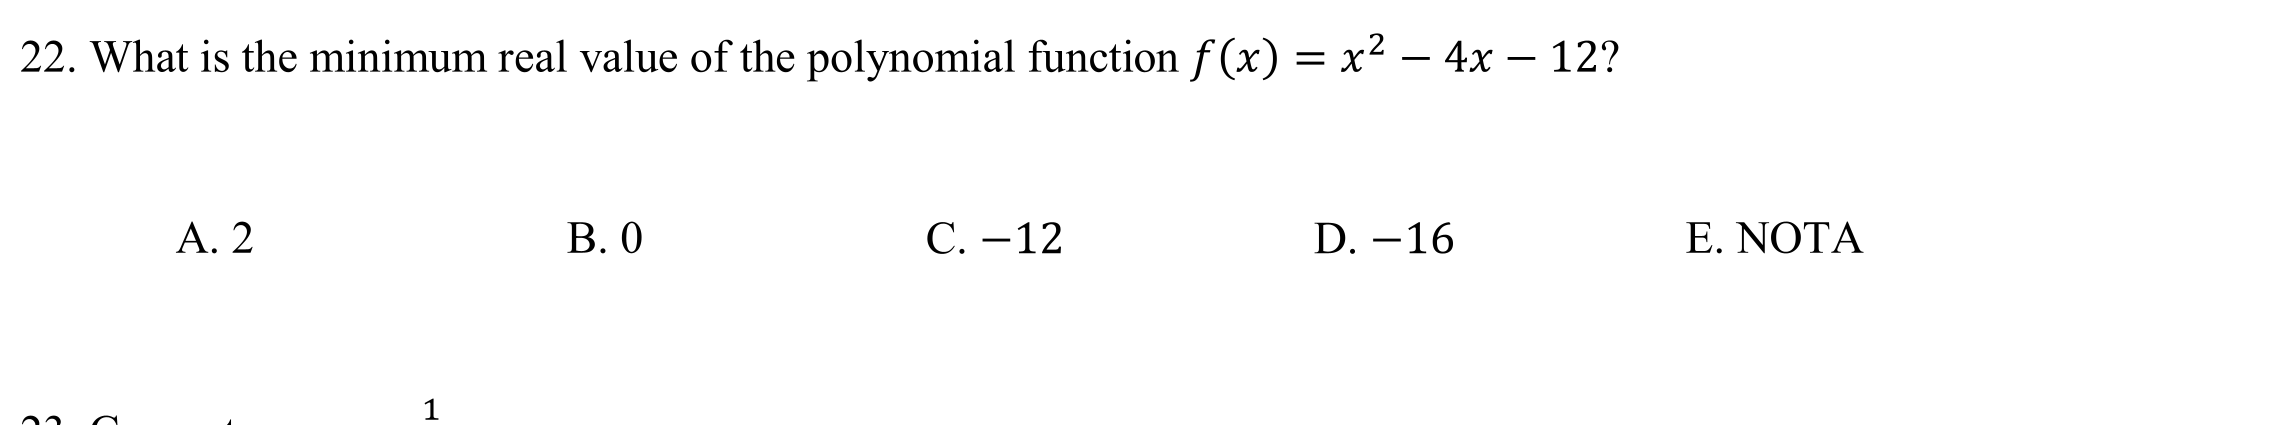 22. What is the minimum real value of the polynomial function f(x) = x² − 4x − 12?
A. 2 B. 0 C. −12 D. −16 E. NOTA
1